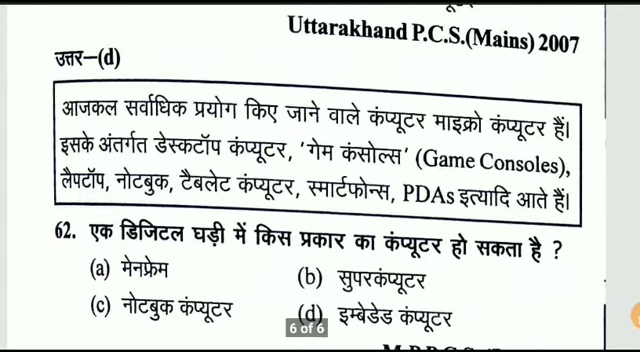 Uttarakhand P.C.S.(Mains) 2007
उत्तर–(d)
आजकल सर्वाधिक प्रयोग किए जाने वाले कंप्यूटर माइक्रो कंप्यूटर हैं।
इसके अंतर्गत डेस्कटॉप कंप्यूटर, 'गेम कंसोल्स' (Game Consoles),
लैपटॉप, नोटबुक, टैबलेट कंप्यूटर, स्मार्टफोन्स, PDAs इत्यादि आते हैं।
62. एक डिजिटल घड़ी में किस प्रकार का कंप्यूटर हो सकता है ?
(a) मेनफ्रेम (b) सुपरकंप्यूटर
(c) नोटबुक कंप्यूटर (d) इम्बेडेड कंप्यूटर
6 of 6